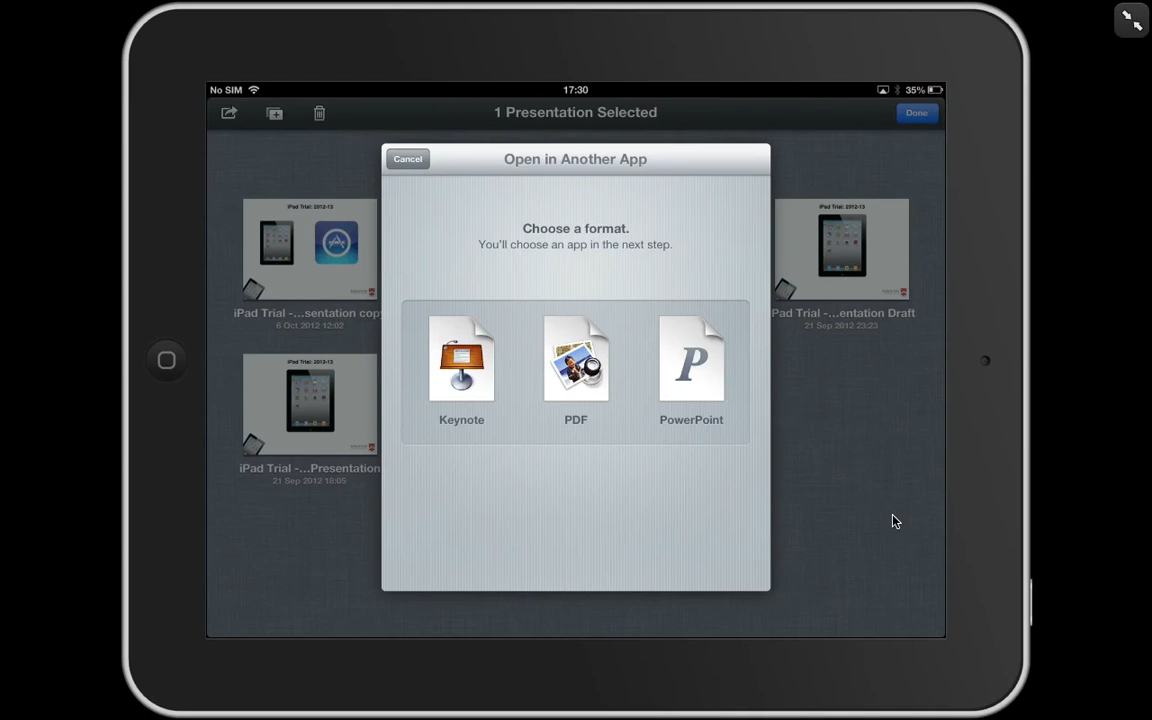 No SIM 17:30 35%
1 Presentation Selected Done
Cancel Open in Another App
Choose a format.
You'll choose an app in the next step.
iPad Trial: 2012-13
iPad Trial: 2012-13
iPad Trial -...sentation copy
6 Oct 2012 12:02
Pad Trial -...entation Draft
21 Sep 2012 23:23
iPad Trial: 2012-13
Keynote PDF P PowerPoint
iPad Trial -...Presentation
21 Sep 2012 18:05